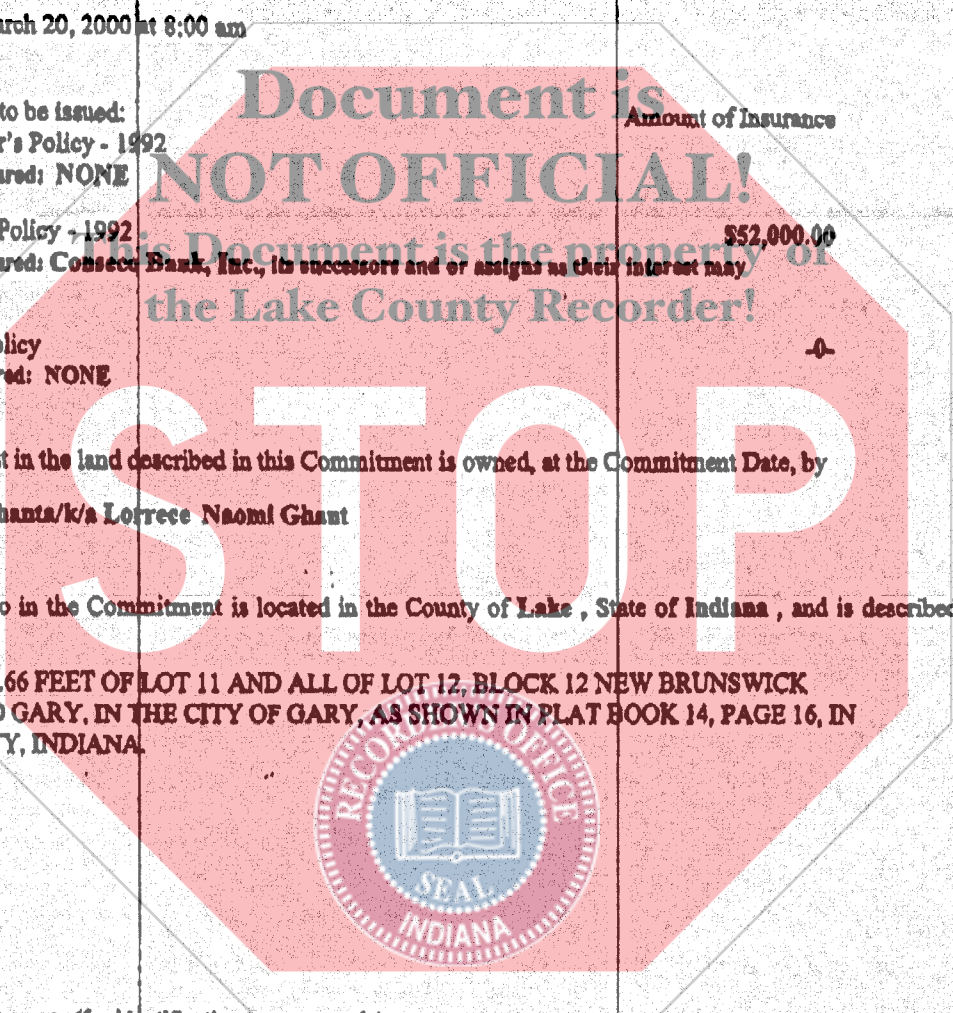 arch 20, 2000 at 8:00 am
Document is
to be issued:
Amount of Insurance
r's Policy - 1992
NOT OFFICIAL!
ured: NONE
Policy - 1992
$52,000.00
This Document is the property of
ured: Conseco Bank, Inc., its successors and or assigns as their interest may
the Lake County Recorder!
olicy
-0-
red: NONE
STOP
t in the land described in this Commitment is owned, at the Commitment Date, by
hanta/k/a Lorrece Naomi Ghant
o in the Commitment is located in the County of Lake , State of Indiana , and is described
.66 FEET OF LOT 11 AND ALL OF LOT 12, BLOCK 12 NEW BRUNSWICK
O GARY, IN THE CITY OF GARY, AS SHOWN IN PLAT BOOK 14, PAGE 16, IN
TY, INDIANA.
RECORDER'S OFFICE
SEAL
INDIANA